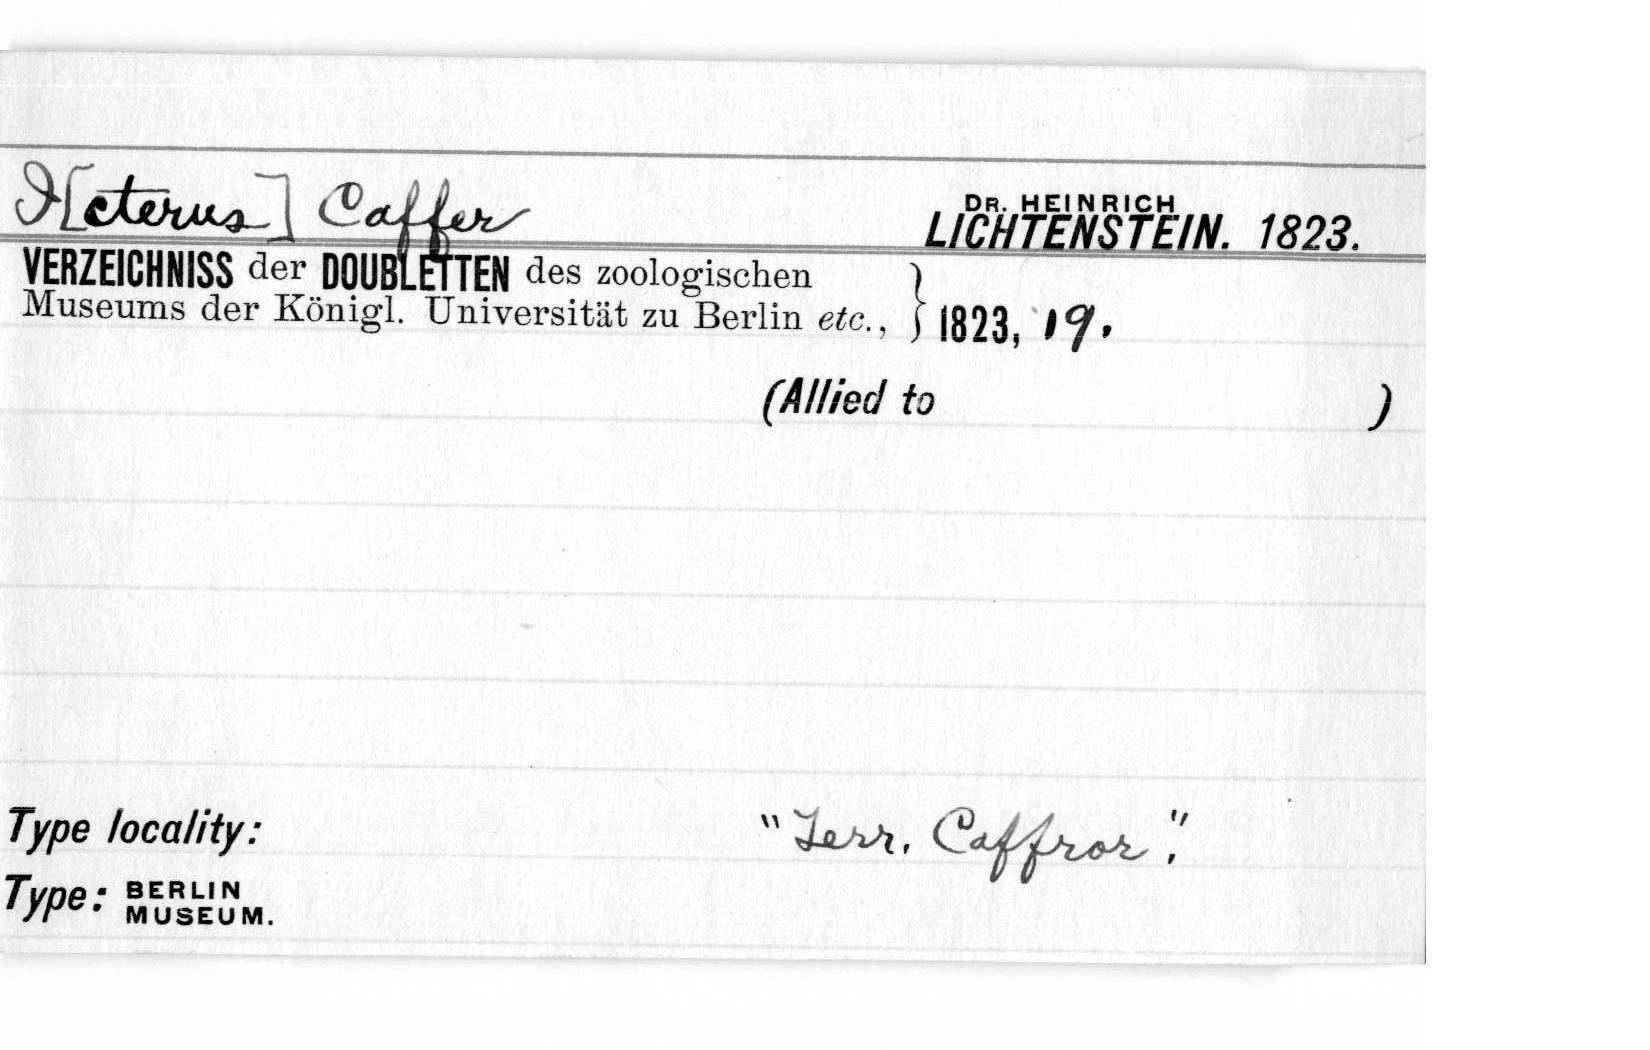 I[cterus] Caffer
DR. HEINRICH
LICHTENSTEIN. 1823.
VERZEICHNISS der DOUBLETTEN des zoologischen
Museums der Königl. Universität zu Berlin etc., } 1823, 19.
(Allied to )
Type locality: "Terr. Caffror."
Type: BERLIN
MUSEUM.